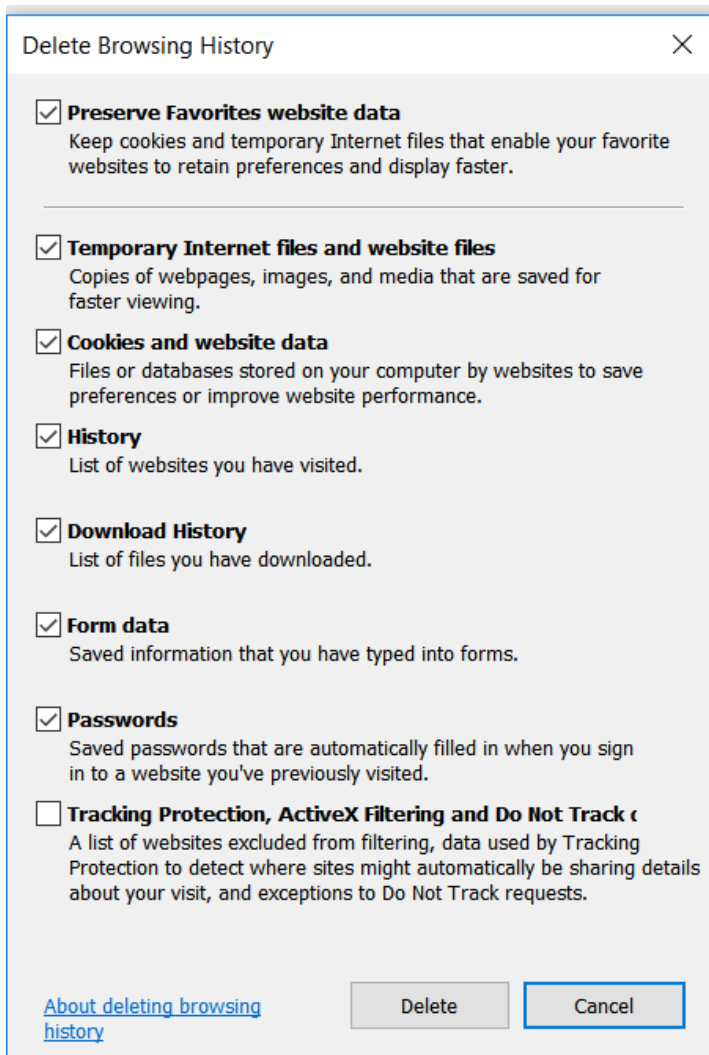 Delete Browsing History
Preserve Favorites website data
Keep cookies and temporary Internet files that enable your favorite
websites to retain preferences and display faster.
Temporary Internet files and website files
Copies of webpages, images, and media that are saved for
faster viewing.
Cookies and website data
Files or databases stored on your computer by websites to save
preferences or improve website performance.
History
List of websites you have visited.
Download History
List of files you have downloaded.
Form data
Saved information that you have typed into forms.
Passwords
Saved passwords that are automatically filled in when you sign
in to a website you've previously visited.
Tracking Protection, ActiveX Filtering and Do Not Track
A list of websites excluded from filtering, data used by Tracking
Protection to detect where sites might automatically be sharing details
about your visit, and exceptions to Do Not Track requests.
About deleting browsing
history
Delete
Cancel